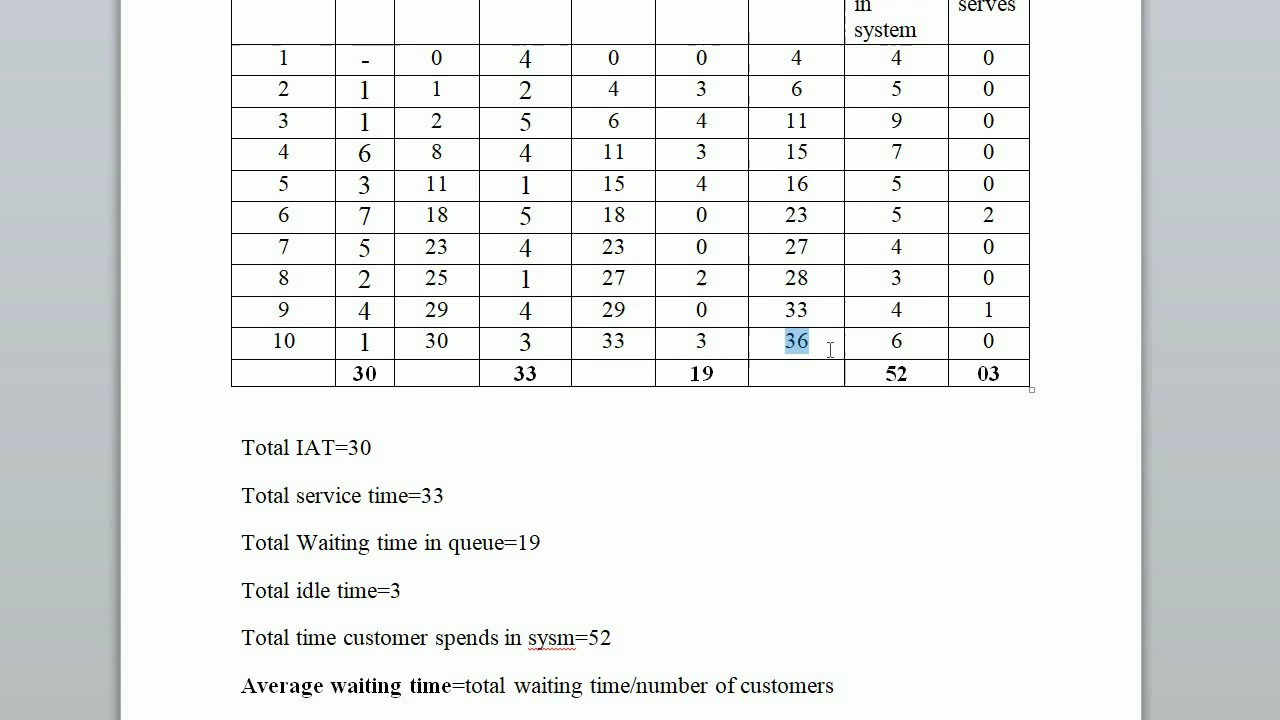 in serves
system
1 - 0 4 0 0 4 4 0
2 1 1 2 4 3 6 5 0
3 1 2 5 6 4 11 9 0
4 6 8 4 11 3 15 7 0
5 3 11 1 15 4 16 5 0
6 7 18 5 18 0 23 5 2
7 5 23 4 23 0 27 4 0
8 2 25 1 27 2 28 3 0
9 4 29 4 29 0 33 4 1
10 1 30 3 33 3 36 6 0
30 33 19 52 03
Total IAT=30
Total service time=33
Total Waiting time in queue=19
Total idle time=3
Total time customer spends in sysm=52
Average waiting time=total waiting time/number of customers